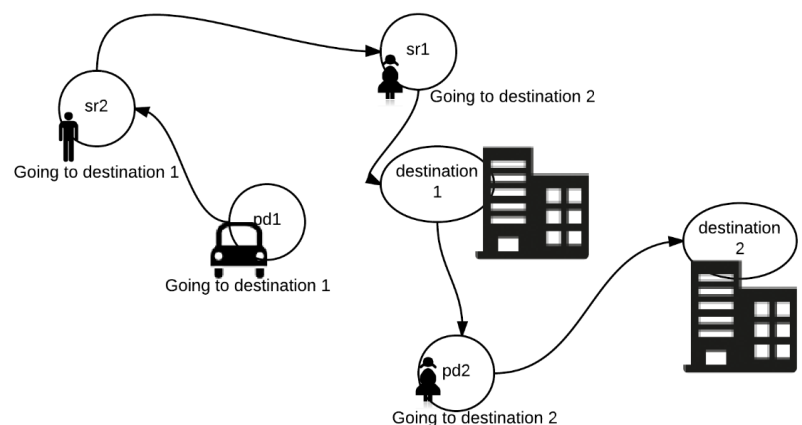 sr1
Going to destination 2
sr2
Going to destination 1
destination
1
pd1
Going to destination 1
destination
2
pd2
Going to destination 2